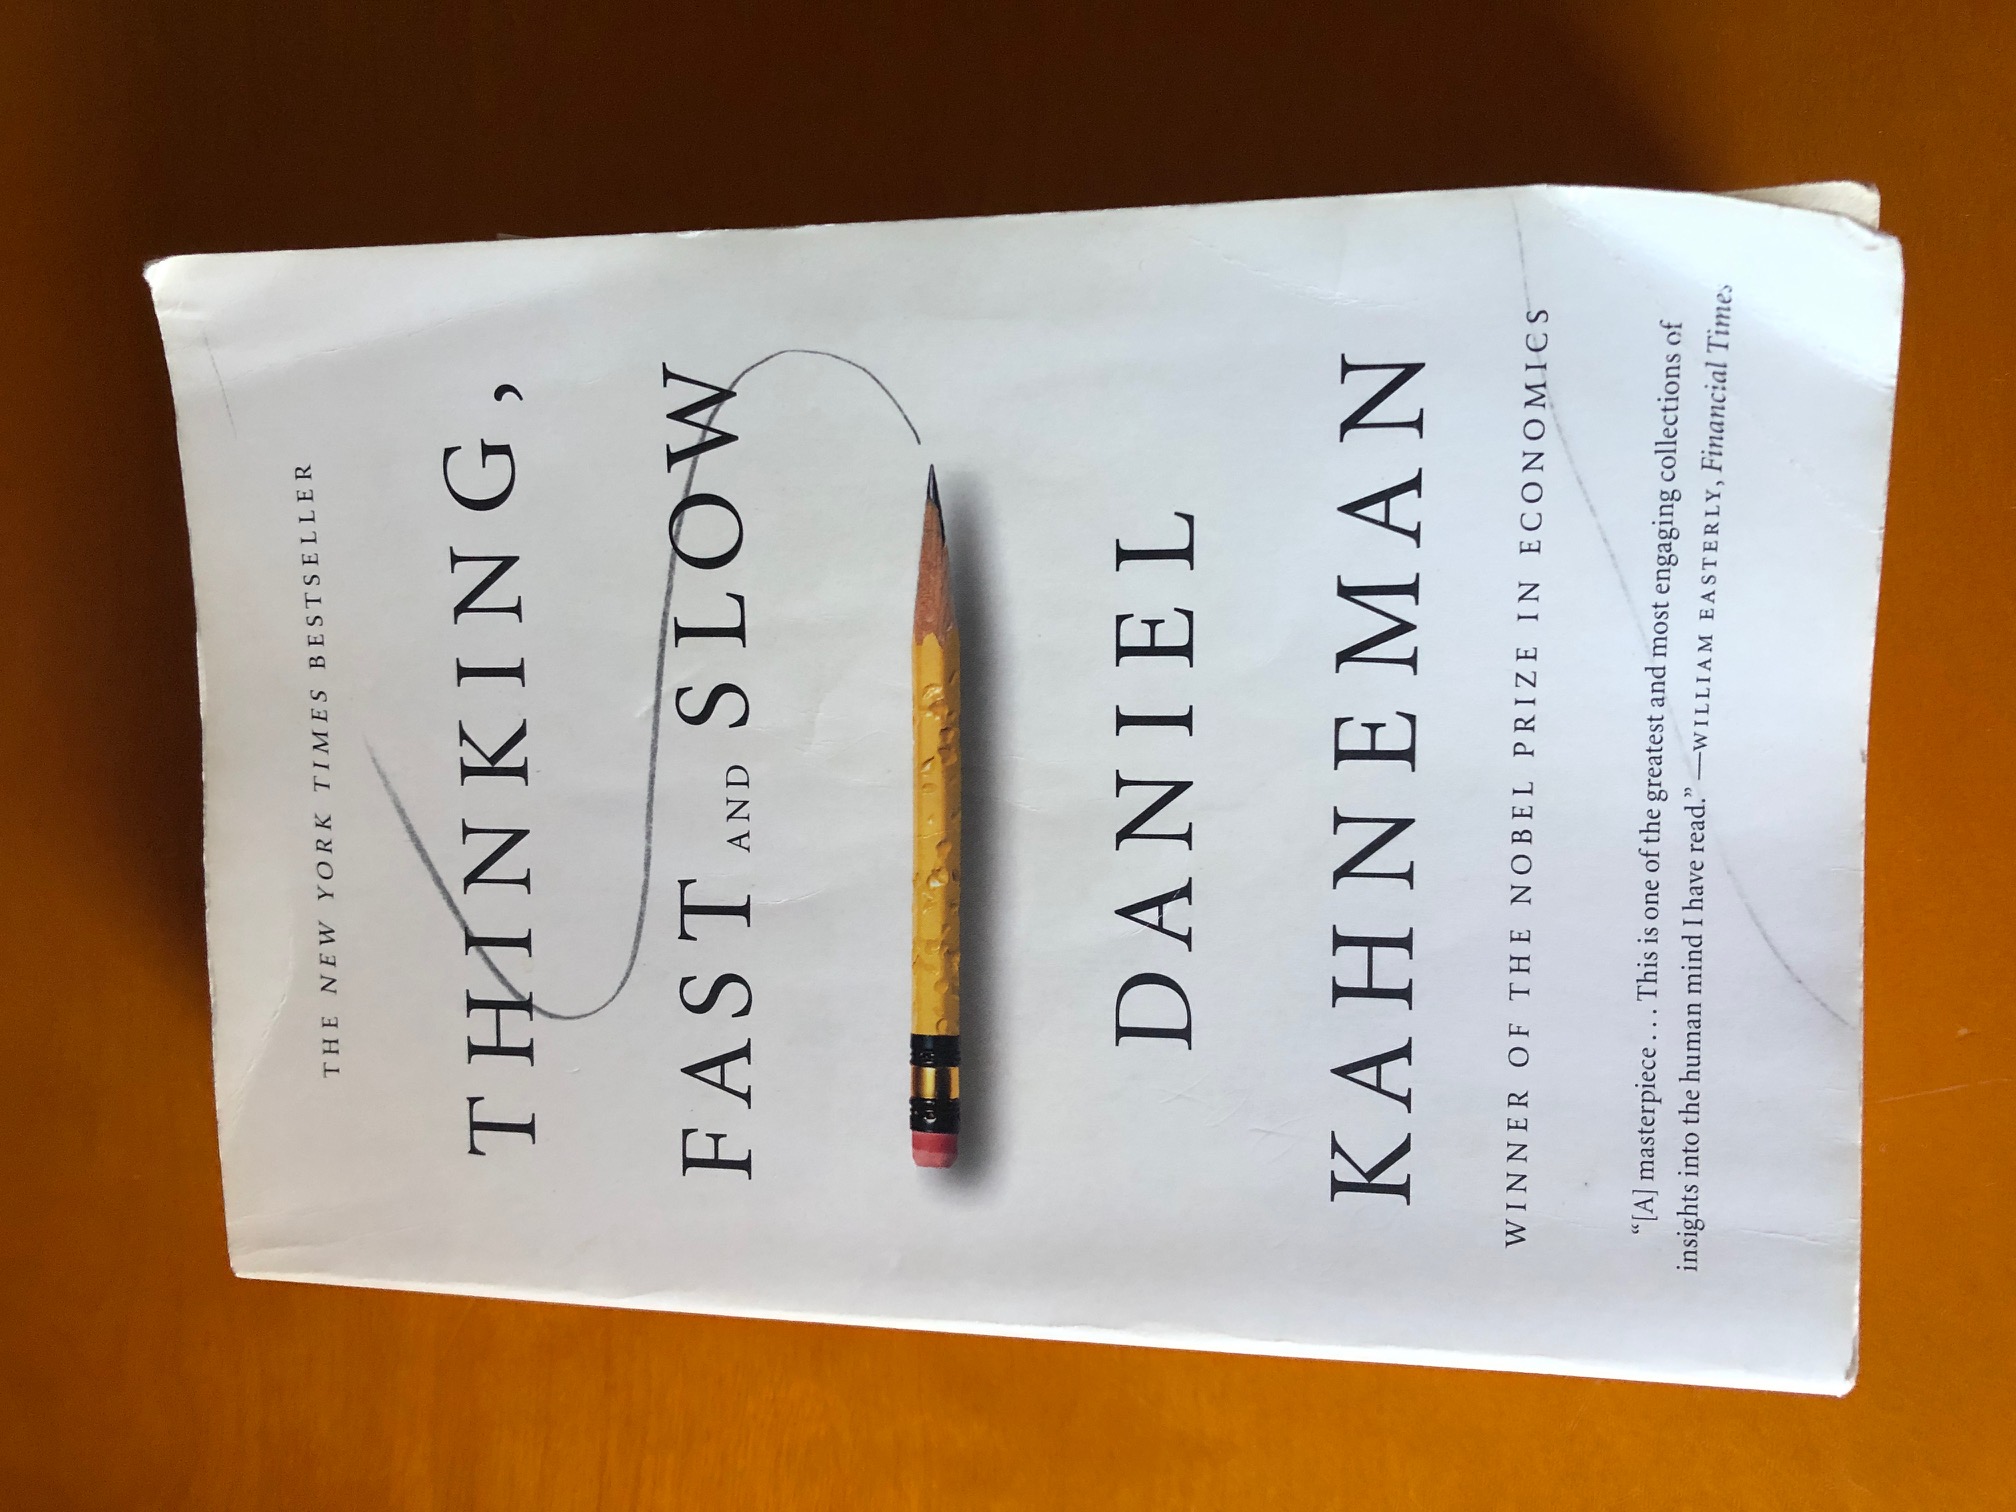 THE NEW YORK TIMES BESTSELLER
THINKING,
FAST AND SLOW
DANIEL
KAHNEMAN
WINNER OF THE NOBEL PRIZE IN ECONOMICS
“[A] masterpiece . . . This is one of the greatest and most engaging collections of
insights into the human mind I have read.” —WILLIAM EASTERLY, Financial Times